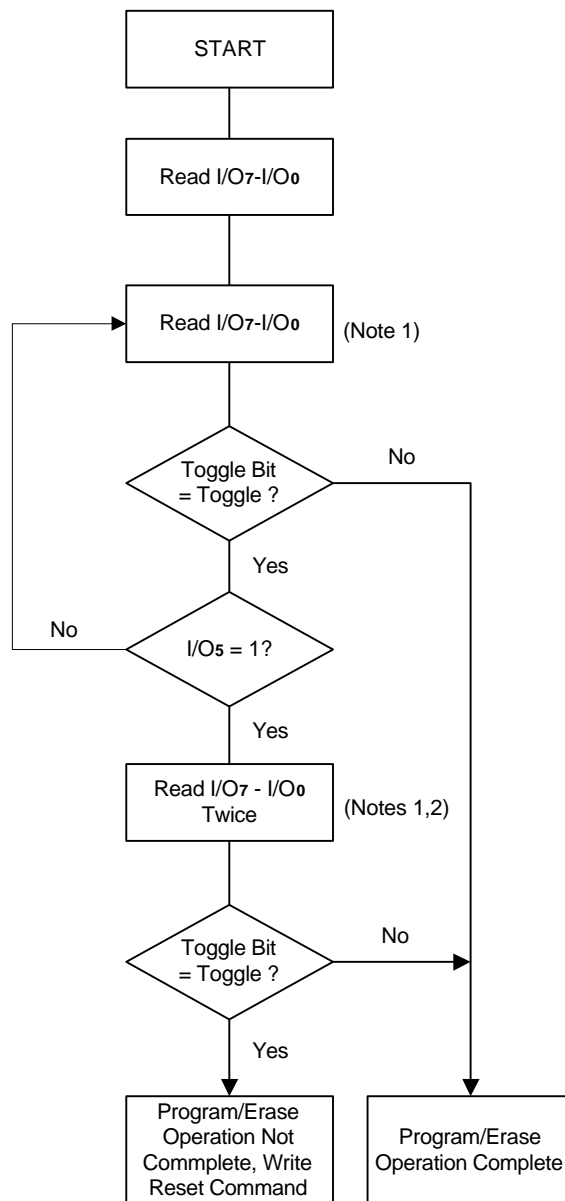 START
Read I/O7-I/O0
Read I/O7-I/O0
(Note 1)
Toggle Bit
= Toggle ?
No
Yes
I/O5 = 1?
No
Yes
Read I/O7 - I/O0
Twice
(Notes 1,2)
Toggle Bit
= Toggle ?
No
Yes
Program/Erase
Operation Not
Commplete, Write
Reset Command
Program/Erase
Operation Complete